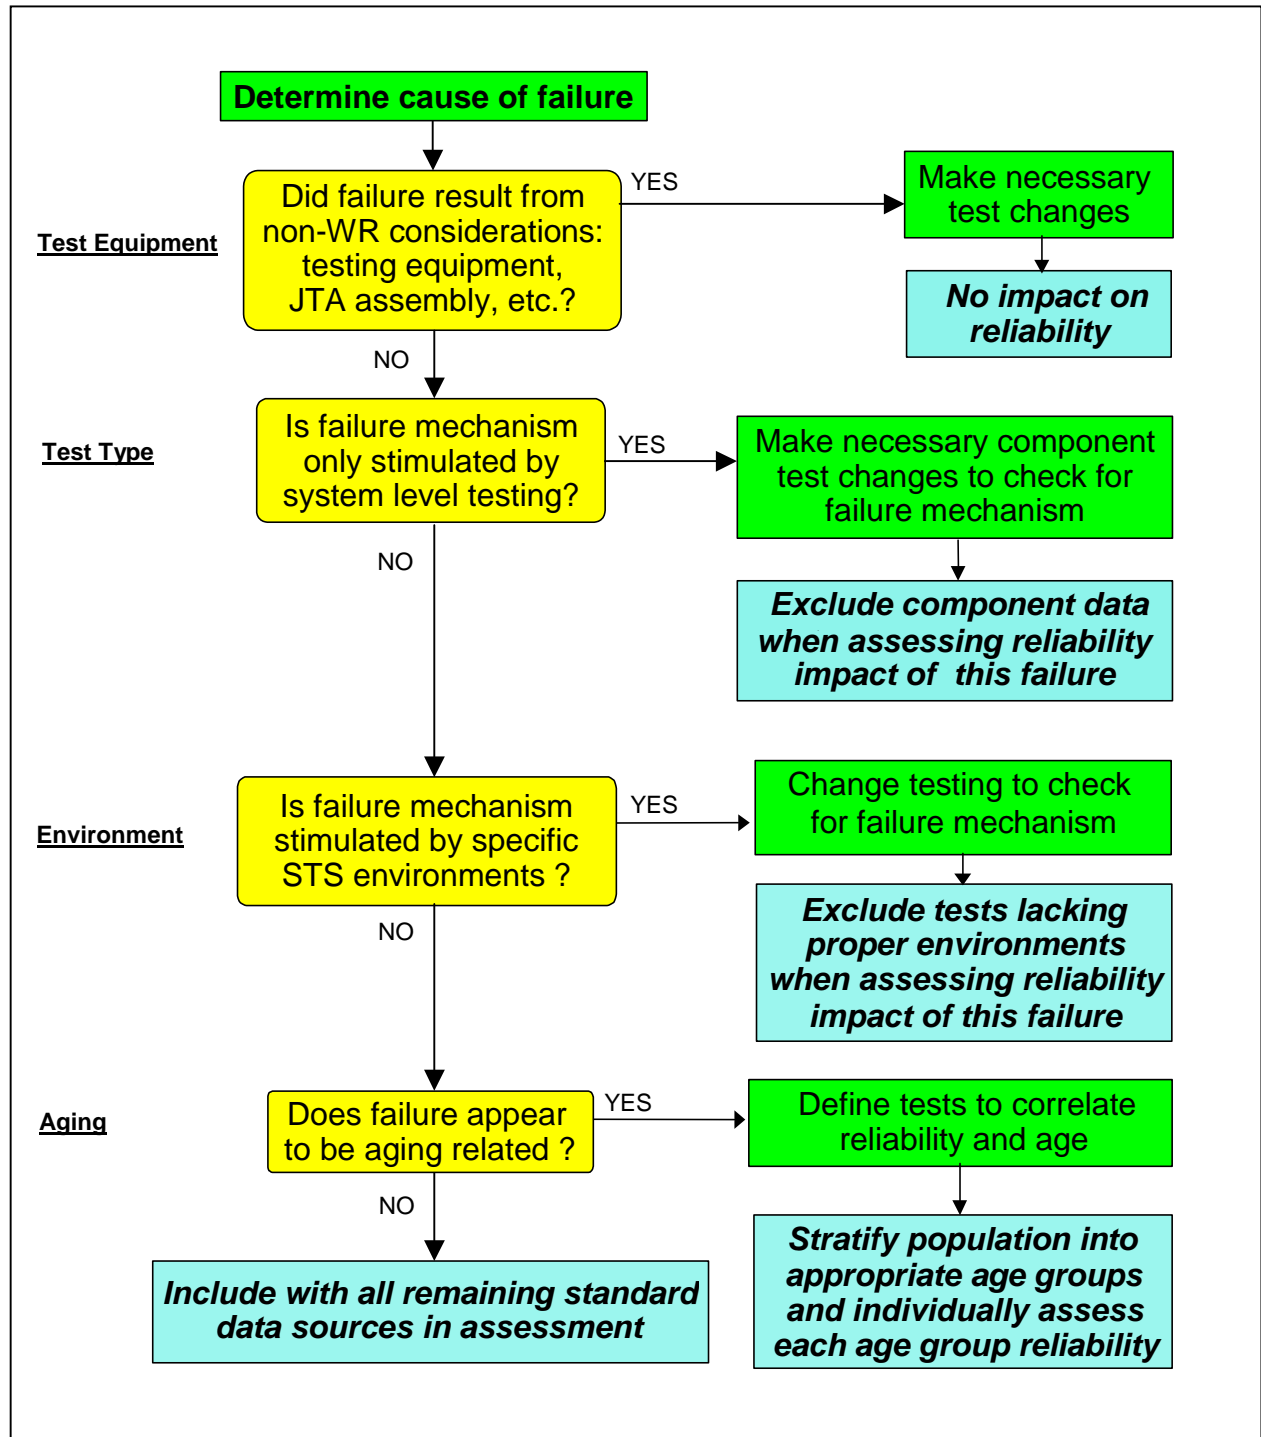 Determine cause of failure
Did failure result from
non-WR considerations:
testing equipment,
JTA assembly, etc.?
Test Equipment
YES
Make necessary
test changes
No impact on
reliability
NO
Is failure mechanism
only stimulated by
system level testing?
Test Type
YES
Make necessary component
test changes to check for
failure mechanism
Exclude component data
when assessing reliability
impact of this failure
NO
Is failure mechanism
stimulated by specific
STS environments ?
Environment
YES
Change testing to check
for failure mechanism
Exclude tests lacking
proper environments
when assessing reliability
impact of this failure
NO
Does failure appear
to be aging related ?
Aging
YES
Define tests to correlate
reliability and age
Stratify population into
appropriate age groups
and individually assess
each age group reliability
NO
Include with all remaining standard
data sources in assessment